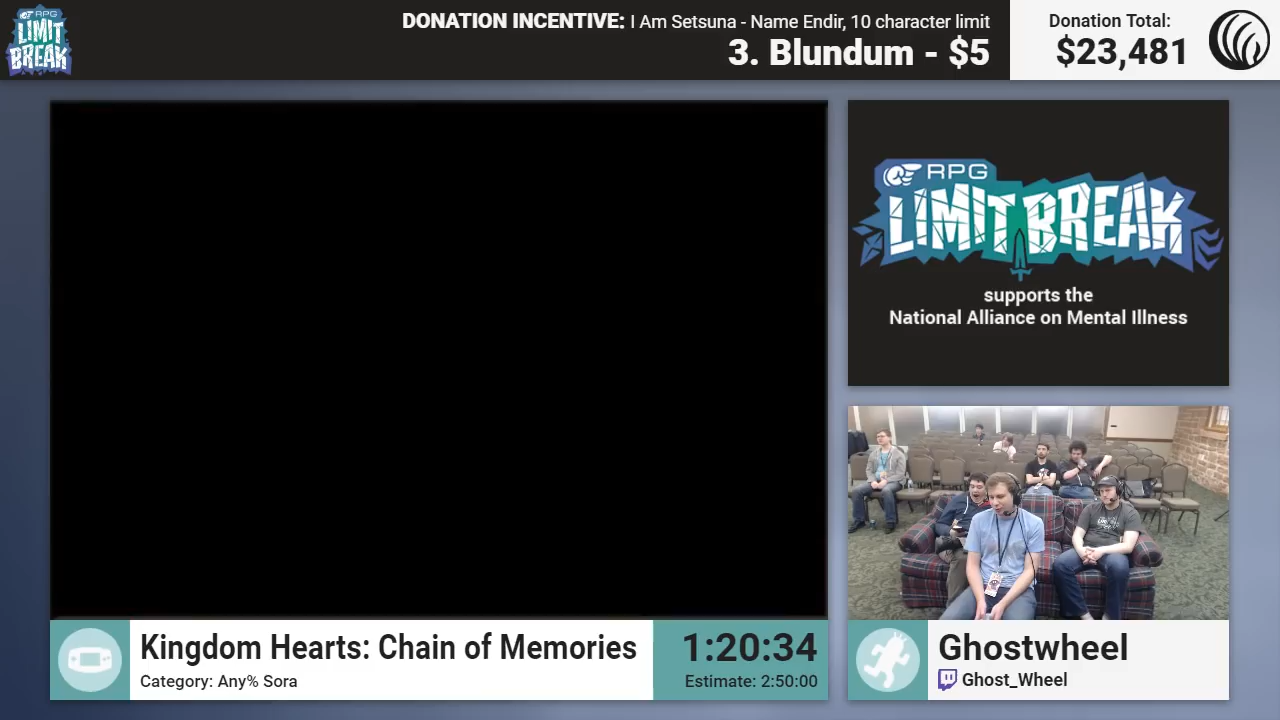 RPG
LIMIT
BREAK
DONATION INCENTIVE: I Am Setsuna - Name Endir, 10 character limit
3. Blundum - $5
Donation Total:
$23,481
RPG
LIMIT BREAK
supports the
National Alliance on Mental Illness
Kingdom Hearts: Chain of Memories
Category: Any% Sora
1:20:34
Estimate: 2:50:00
Ghostwheel
Ghost_Wheel